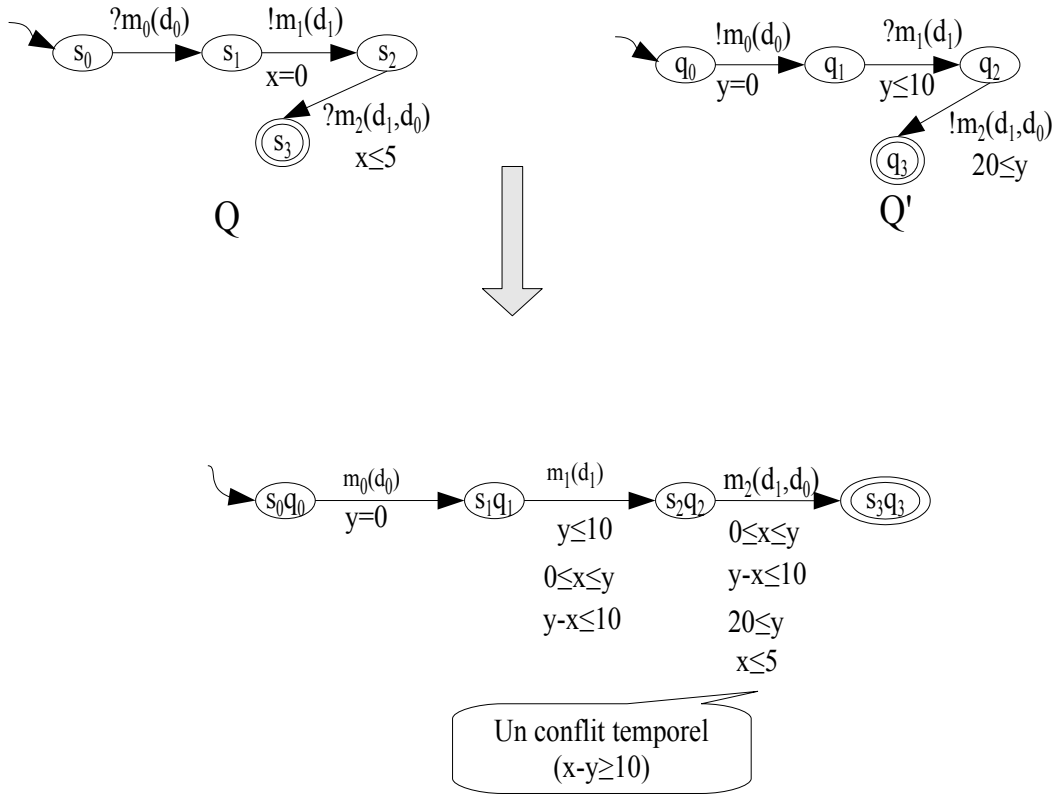 ?m₀(d₀)
!m₁(d₁)
s₀
s₁
s₂
x=0
?m₂(d₁,d₀)
x≤5
s₃
Q
!m₀(d₀)
?m₁(d₁)
q₀
q₁
q₂
y=0
y≤10
!m₂(d₁,d₀)
20≤y
q₃
Q'
m₀(d₀)
m₁(d₁)
m₂(d₁,d₀)
s₀q₀
s₁q₁
s₂q₂
s₃q₃
y=0
y≤10
0≤x≤y
y-x≤10
0≤x≤y
y-x≤10
20≤y
x≤5
Un conflit temporel
(x-y≥10)